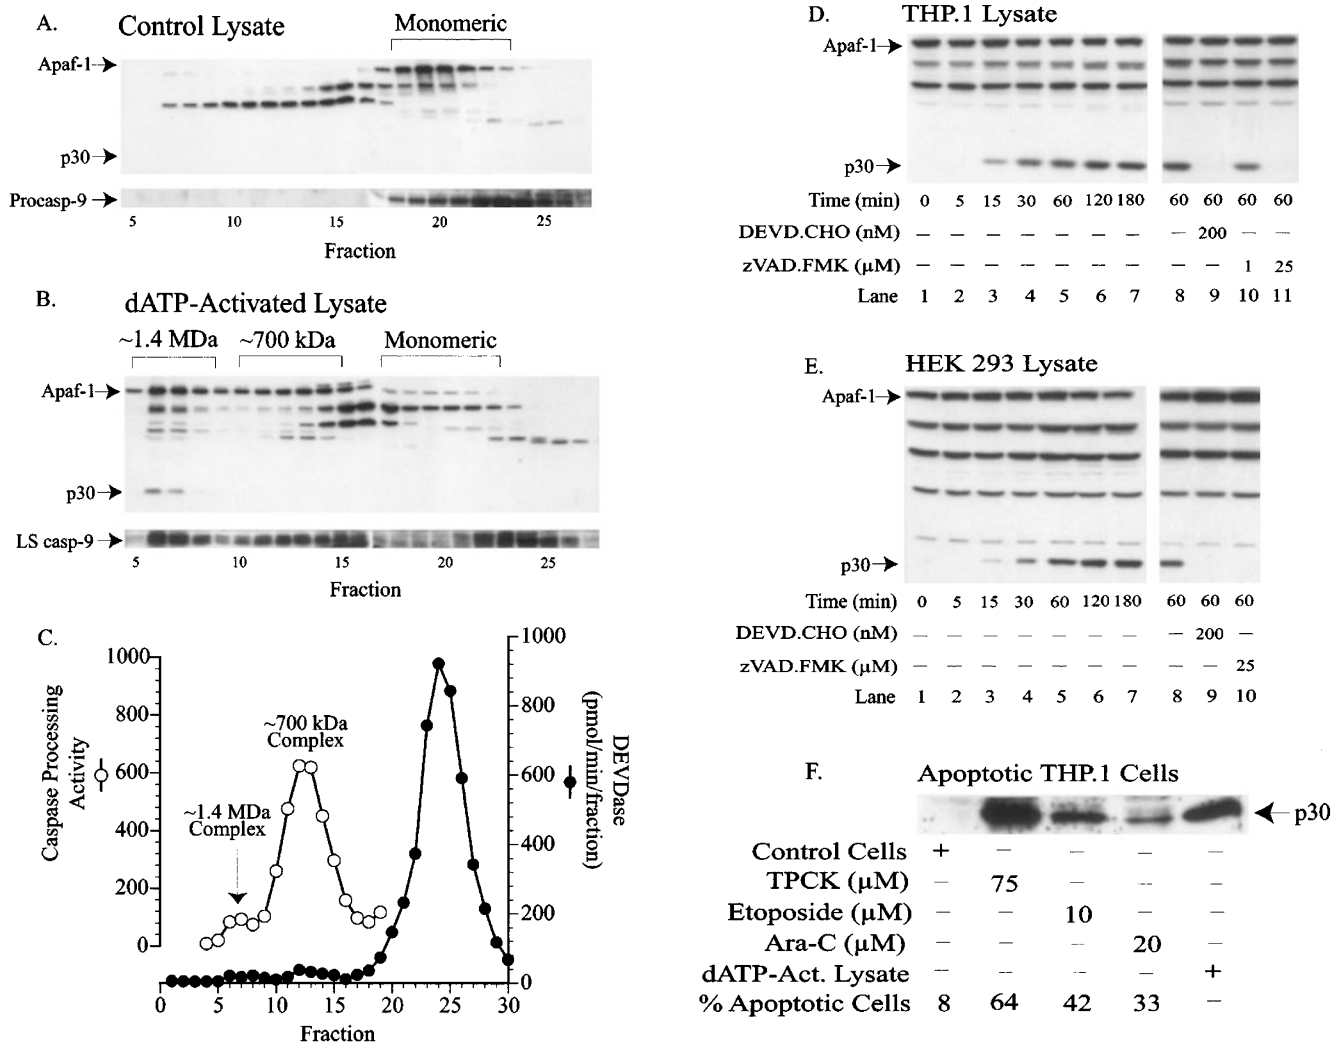 A.
Control Lysate
Monomeric
Apaf-1
p30
Procasp-9
5 10 15 20 25
Fraction
B.
dATP-Activated Lysate
~1.4 MDa ~700 kDa Monomeric
Apaf-1
p30
LS casp-9
5 10 15 20 25
Fraction
C.
Caspase Processing
Activity
1000
800
600
400
200
0
~1.4 MDa
Complex
~700 kDa
Complex
1000
800
600
400
200
0
DEVDase
(pmol/min/fraction)
0 5 10 15 20 25 30
Fraction
D.
THP.1 Lysate
Apaf-1
p30
Time (min) 0 5 15 30 60 120 180 60 60 60 60
DEVD.CHO (nM) – – – – – – – – 200 – –
zVAD.FMK (µM) – – – – – – – – – 1 25
Lane 1 2 3 4 5 6 7 8 9 10 11
E.
HEK 293 Lysate
Apaf-1
p30
Time (min) 0 5 15 30 60 120 180 60 60 60
DEVD.CHO (nM) – – – – – – – – 200 –
zVAD.FMK (µM) – – – – – – – – – 25
Lane 1 2 3 4 5 6 7 8 9 10
F.
Apoptotic THP.1 Cells
p30
Control Cells + – – – –
TPCK (µM) – 75 – – –
Etoposide (µM) – – 10 – –
Ara-C (µM) – – – 20 –
dATP-Act. Lysate – – – – +
% Apoptotic Cells 8 64 42 33 –